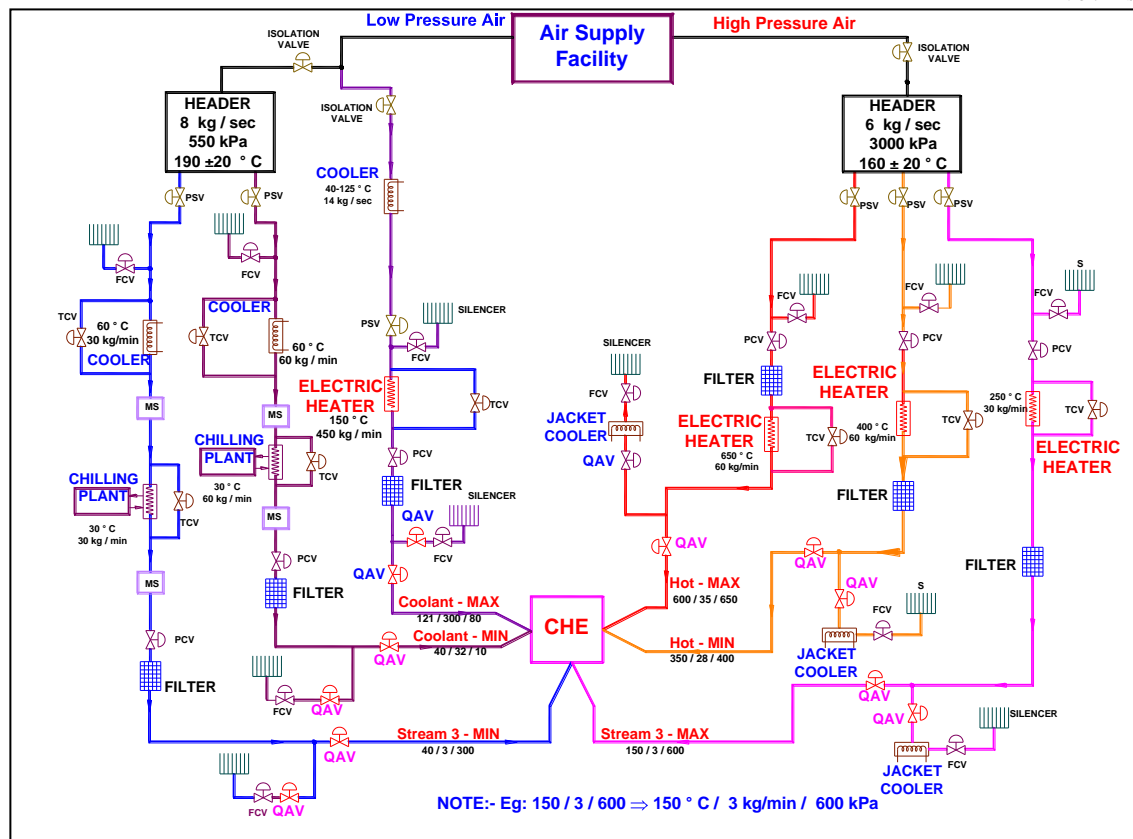 Low Pressure Air
Air Supply
Facility
High Pressure Air
ISOLATION
VALVE
ISOLATION
VALVE
ISOLATION
VALVE
HEADER
8 kg / sec
550 kPa
190 ±20 ° C
HEADER
6 kg / sec
3000 kPa
160 ± 20 ° C
COOLER
40-125 ° C
14 kg / sec
PSV
PSV
PSV
PSV
PSV
FCV
FCV
FCV
FCV
S
FCV
TCV
60 ° C
30 kg/min
COOLER
COOLER
TCV
60 ° C
60 kg / min
PSV
SILENCER
FCV
PCV
PCV
PCV
SILENCER
FCV
JACKET
COOLER
QAV
FILTER
ELECTRIC
HEATER
150 ° C
450 kg / min
TCV
ELECTRIC
HEATER
650 ° C
60 kg/min
TCV
ELECTRIC
HEATER
400 ° C
60 kg/min
TCV
250 ° C
30 kg/min
TCV
ELECTRIC
HEATER
MS
MS
CHILLING
PLANT
30 ° C
60 kg / min
TCV
PCV
FILTER
CHILLING
PLANT
30 ° C
30 kg / min
TCV
MS
MS
SILENCER
QAV
FCV
QAV
FILTER
FILTER
PCV
FILTER
PCV
FILTER
QAV
QAV
QAV
S
FCV
JACKET
COOLER
Coolant - MAX
121 / 300 / 80
Coolant - MIN
40 / 32 / 10
QAV
CHE
Hot - MAX
600 / 35 / 650
Hot - MIN
350 / 28 / 400
FCV
QAV
QAV
QAV
SILENCER
FCV
JACKET
COOLER
Stream 3 - MIN
40 / 3 / 300
QAV
Stream 3 - MAX
150 / 3 / 600
FCV
QAV
NOTE:- Eg: 150 / 3 / 600 ⇒ 150 ° C / 3 kg/min / 600 kPa